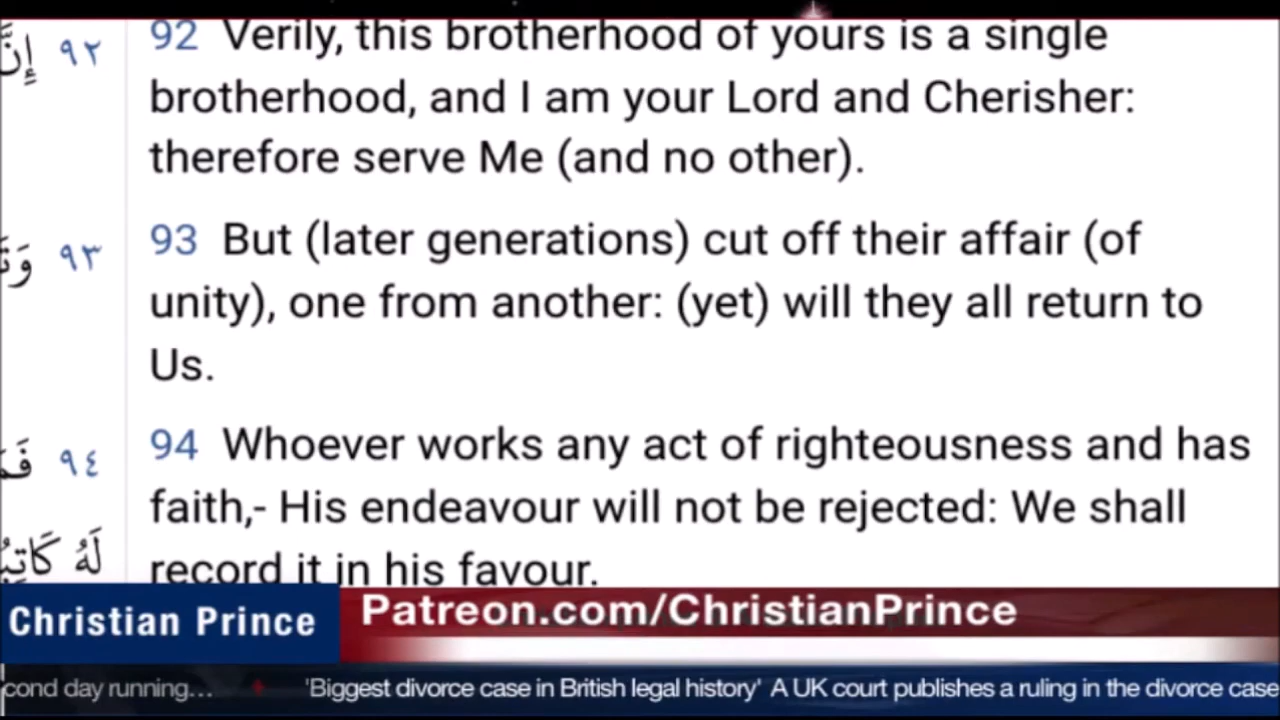 92 Verily, this brotherhood of yours is a single
٩٢ إِنَّ
brotherhood, and I am your Lord and Cherisher:
therefore serve Me (and no other).
93 But (later generations) cut off their affair (of
٩٣
unity), one from another: (yet) will they all return to
Us.
94 Whoever works any act of righteousness and has
٩٤
faith,- His endeavour will not be rejected: We shall
لَهُ
record it in his favour.
Christian Prince
Patreon.com/ChristianPrince
cond day running... 'Biggest divorce case in British legal history' A UK court publishes a ruling in the divorce case